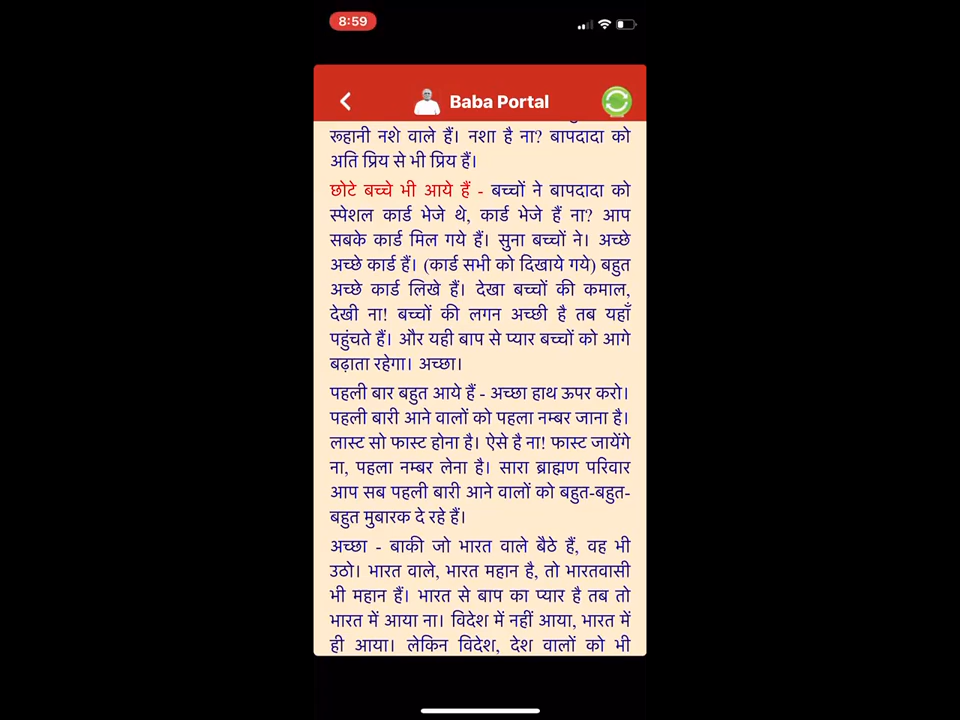 8:59
Baba Portal
रूहानी नशे वाले हैं। नशा है ना? बापदादा को
अति प्रिय से भी प्रिय हैं।
छोटे बच्चे भी आये हैं - बच्चों ने बापदादा को
स्पेशल कार्ड भेजे थे, कार्ड भेजे हैं ना? आप
सबके कार्ड मिल गये हैं। सुना बच्चों ने। अच्छे
अच्छे कार्ड हैं। (कार्ड सभी को दिखाये गये) बहुत
अच्छे कार्ड लिखे हैं। देखा बच्चों की कमाल,
देखी ना! बच्चों की लगन अच्छी है तब यहाँ
पहुंचते हैं। और यही बाप से प्यार बच्चों को आगे
बढ़ाता रहेगा। अच्छा।
पहली बार बहुत आये हैं - अच्छा हाथ ऊपर करो।
पहली बारी आने वालों को पहला नम्बर जाना है।
लास्ट सो फास्ट होना है। ऐसे है ना! फास्ट जायेंगे
ना, पहला नम्बर लेना है। सारा ब्राह्मण परिवार
आप सब पहली बारी आने वालों को बहुत-बहुत-
बहुत मुबारक दे रहे हैं।
अच्छा - बाकी जो भारत वाले बैठे हैं, वह भी
उठो। भारत वाले, भारत महान है, तो भारतवासी
भी महान हैं। भारत से बाप का प्यार है तब तो
भारत में आया ना। विदेश में नहीं आया, भारत में
ही आया। लेकिन विदेश, देश वालों को भी